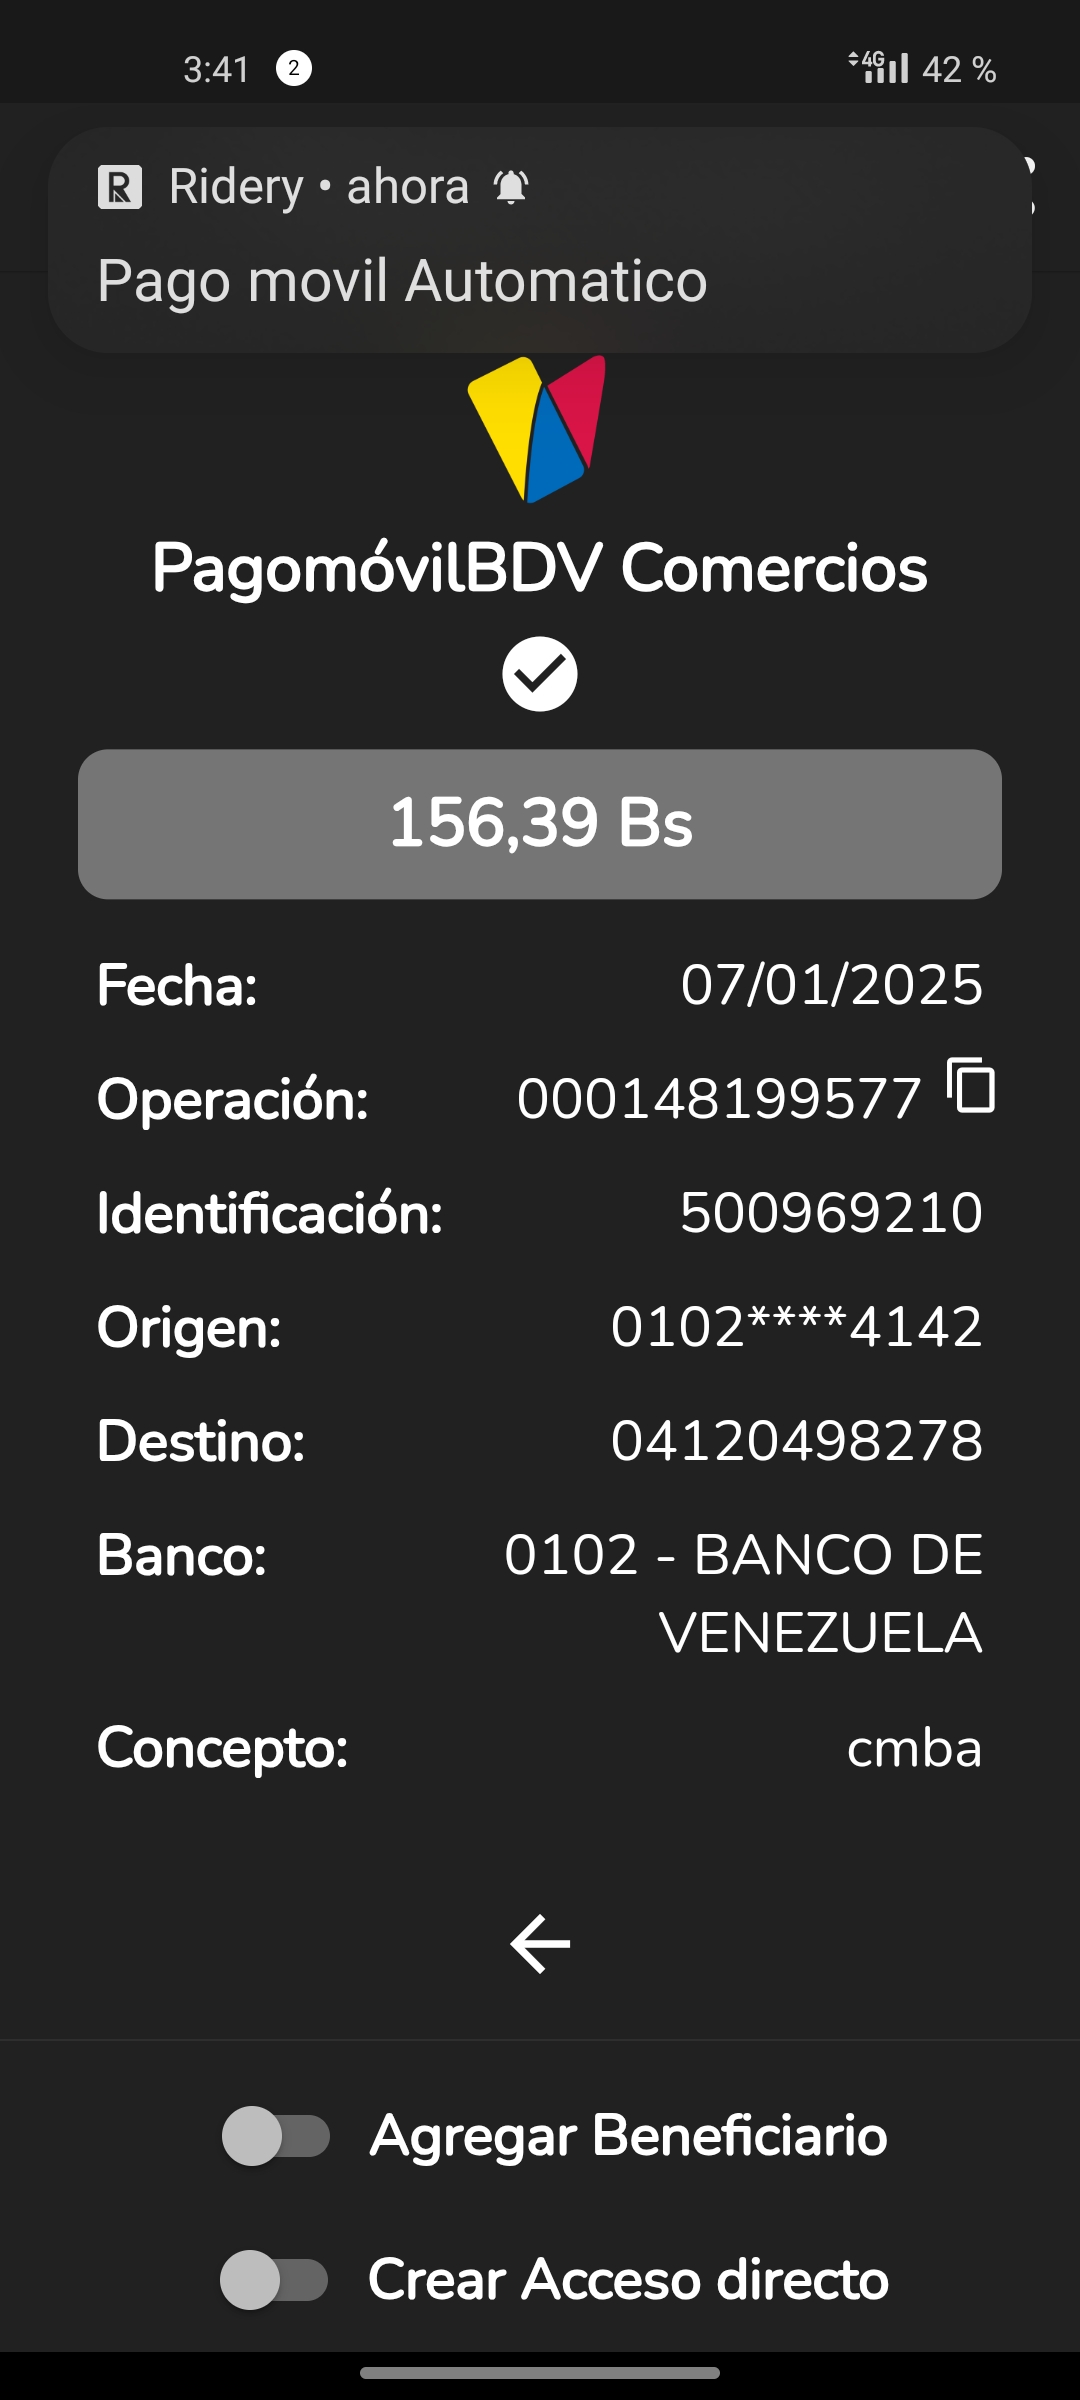 3:41 2 4G 42 %
Ridery • ahora
Pago movil Automatico
PagomóvilBDV Comercios
156,39 Bs
Fecha: 07/01/2025
Operación: 000148199577
Identificación: 500969210
Origen: 0102****4142
Destino: 04120498278
Banco: 0102 - BANCO DE
VENEZUELA
Concepto: cmba
Agregar Beneficiario
Crear Acceso directo